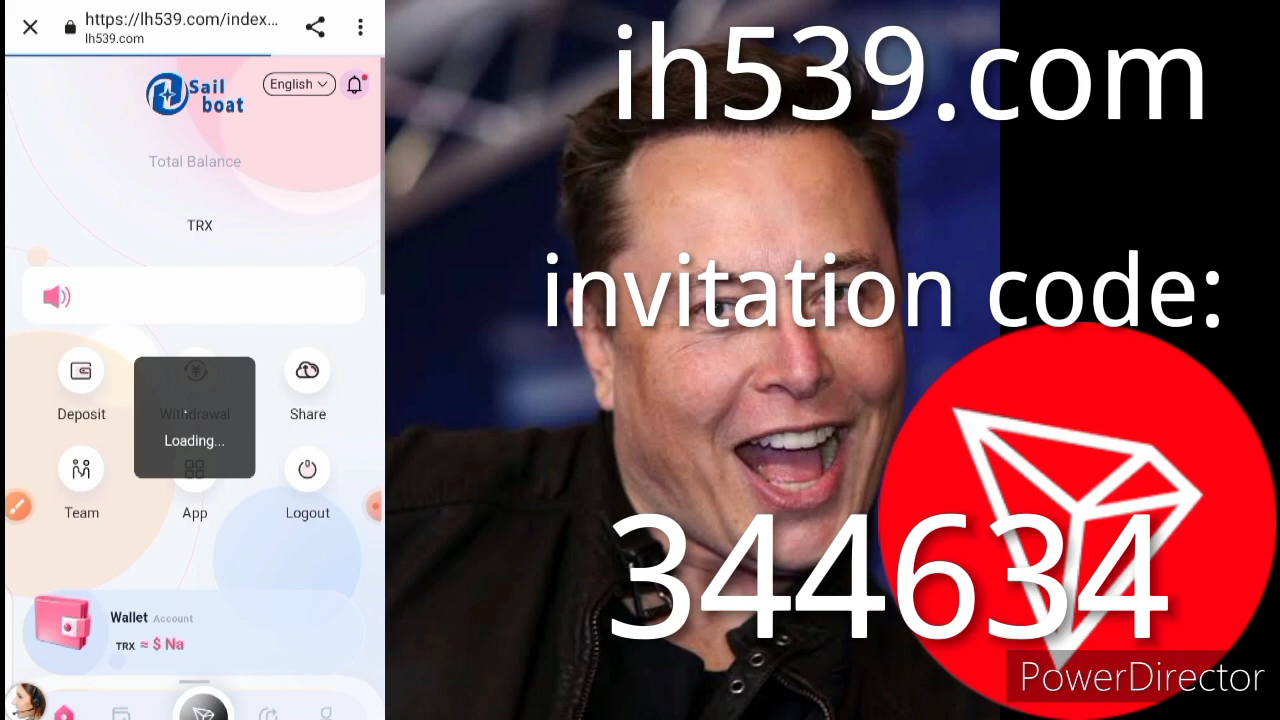 https://lh539.com/index...
lh539.com
Sail
boat
English
Total Balance
TRX
Deposit
Withdrawal
Share
Loading...
Team
App
Logout
Wallet Account
TRX ≈ $ Na
ih539.com
invitation code:
344634
PowerDirector